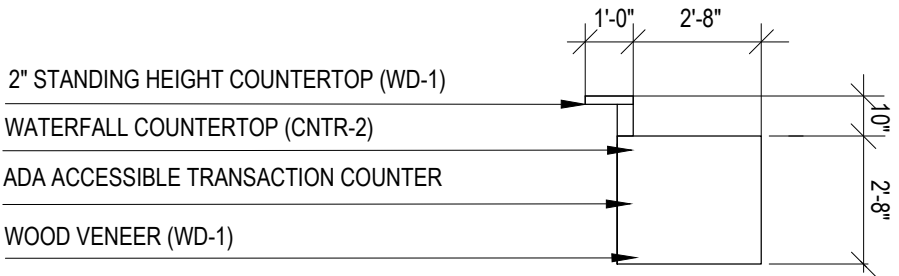 1'-0" 2'-8"
2" STANDING HEIGHT COUNTERTOP (WD-1)
10"
WATERFALL COUNTERTOP (CNTR-2)
ADA ACCESSIBLE TRANSACTION COUNTER
2'-8"
WOOD VENEER (WD-1)